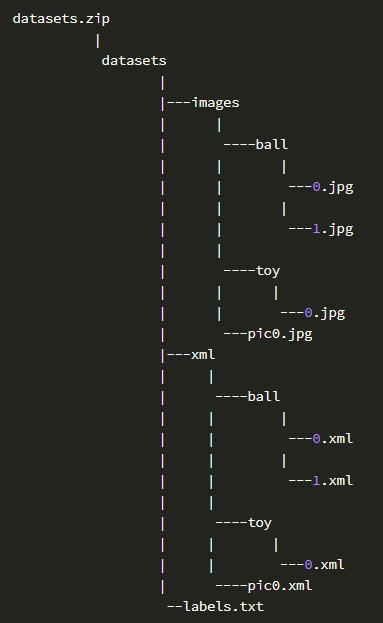 datasets.zip
|
datasets
|
|---images
| |
| ----ball
| | |
| | ---0.jpg
| | |
| | ---1.jpg
| |
| ----toy
| | |
| | ---0.jpg
| ---pic0.jpg
|---xml
| |
| ----ball
| | |
| | ---0.xml
| | |
| | ---1.xml
| |
| ----toy
| | |
| | ---0.xml
| ----pic0.xml
--labels.txt